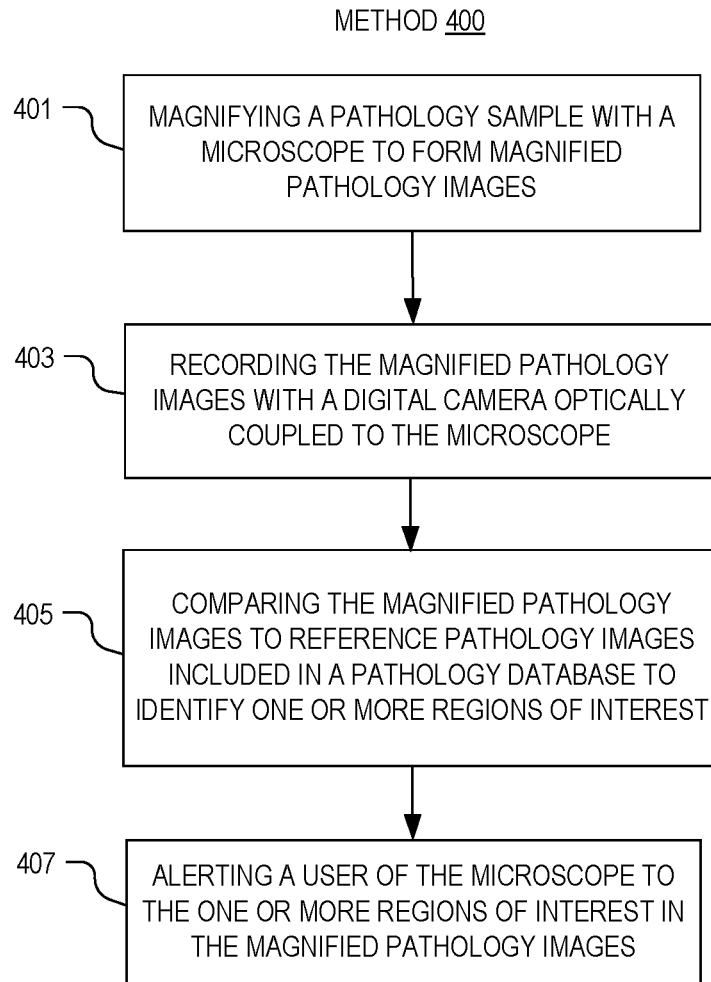 METHOD 400
401
MAGNIFYING A PATHOLOGY SAMPLE WITH A
MICROSCOPE TO FORM MAGNIFIED
PATHOLOGY IMAGES
403
RECORDING THE MAGNIFIED PATHOLOGY
IMAGES WITH A DIGITAL CAMERA OPTICALLY
COUPLED TO THE MICROSCOPE
405
COMPARING THE MAGNIFIED PATHOLOGY
IMAGES TO REFERENCE PATHOLOGY IMAGES
INCLUDED IN A PATHOLOGY DATABASE TO
IDENTIFY ONE OR MORE REGIONS OF INTEREST
407
ALERTING A USER OF THE MICROSCOPE TO
THE ONE OR MORE REGIONS OF INTEREST IN
THE MAGNIFIED PATHOLOGY IMAGES